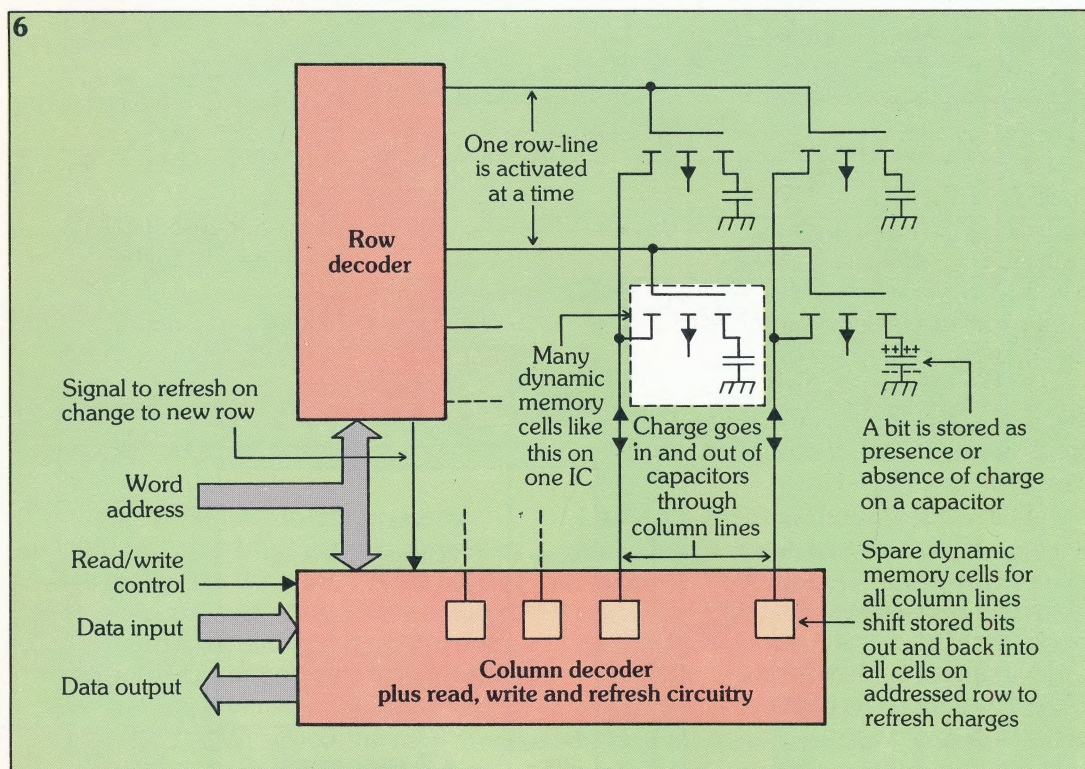 6
One row-line
is activated
at a time
Row
decoder
Many
dynamic
memory
cells like
this on
one IC
Signal to refresh on
change to new row
Charge goes
in and out of
capacitors
through
column lines
A bit is stored as
presence or
absence of charge
on a capacitor
Word
address
Read/write
control
Data input
Data output
Spare dynamic
memory cells for
all column lines
shift stored bits
out and back into
all cells on
addressed row to
refresh charges
Column decoder
plus read, write and refresh circuitry
++++